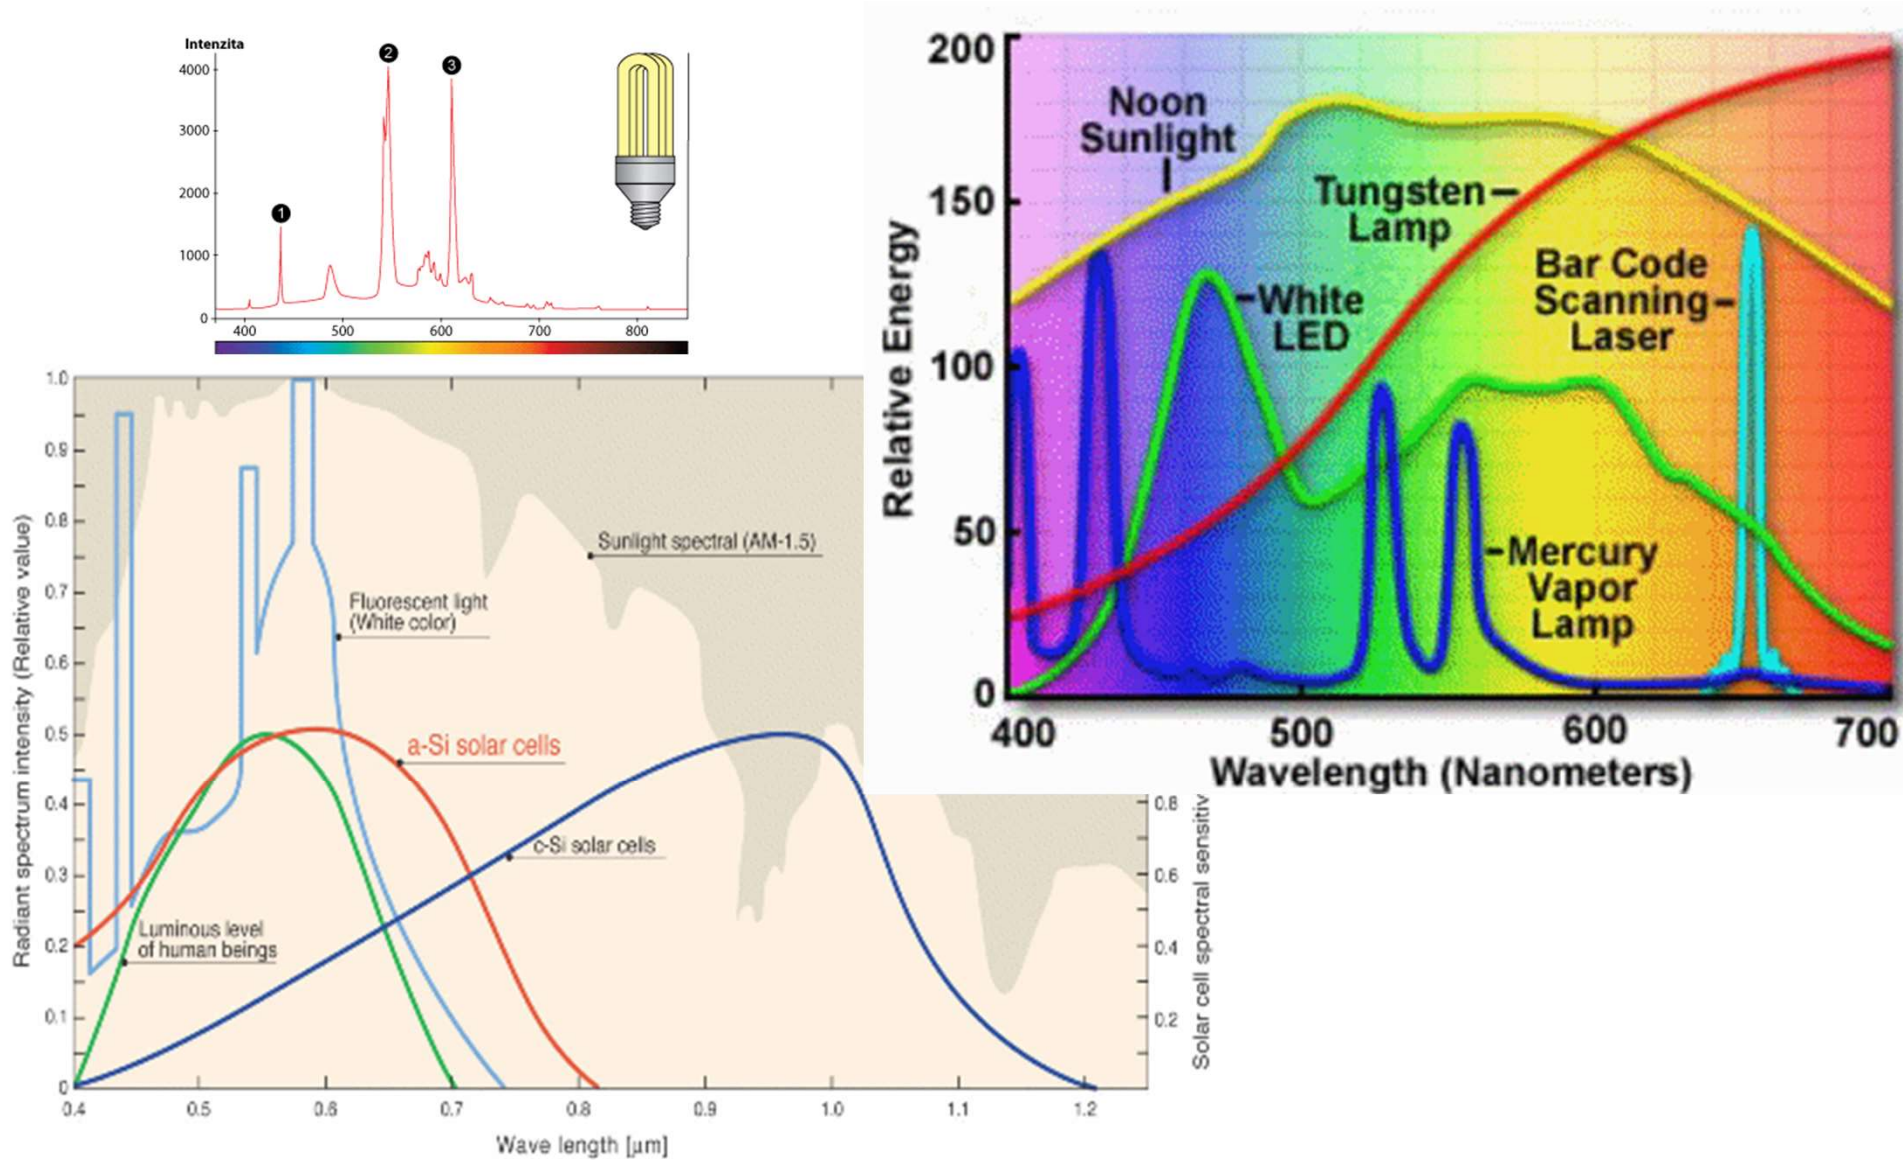 Intenzita
4000
3000
2000
1000
0
1
2
3
400 500 600 700 800
200
150
100
50
0
Relative Energy
Noon
Sunlight
Tungsten
Lamp
Bar Code
Scanning
Laser
White
LED
Mercury
Vapor
Lamp
400 500 600 700
Wavelength (Nanometers)
1.0
0.9
0.8
0.7
0.6
0.5
0.4
0.3
0.2
0.1
0
Radiant spectrum intensity (Relative value)
Sunlight spectral (AM-1.5)
Fluorescent light
(White color)
a-Si solar cells
c-Si solar cells
Luminous level
of human beings
0.8
0.6
0.4
0.2
Solar cell spectral sensitiv
0.4 0.5 0.6 0.7 0.8 0.9 1.0 1.1 1.2
Wave length [µm]